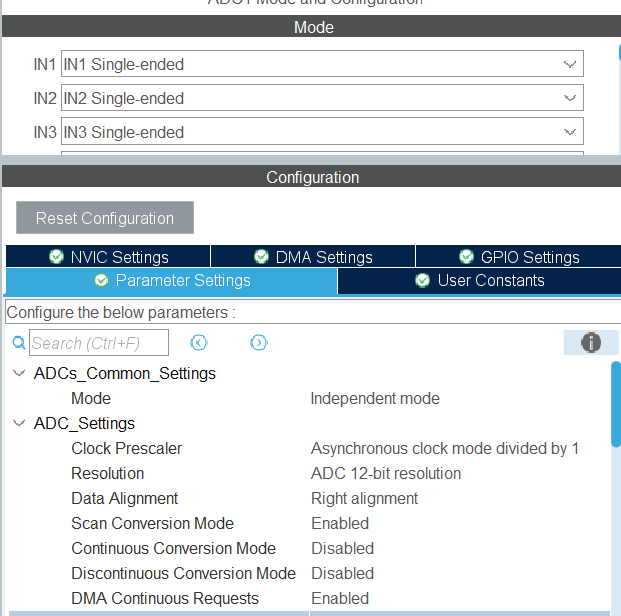 ADC1 Mode and Configuration
Mode
IN1 IN1 Single-ended
IN2 IN2 Single-ended
IN3 IN3 Single-ended
Configuration
Reset Configuration
NVIC Settings DMA Settings GPIO Settings
Parameter Settings User Constants
Configure the below parameters :
Search (Ctrl+F)
ADCs_Common_Settings
Mode Independent mode
ADC_Settings
Clock Prescaler Asynchronous clock mode divided by 1
Resolution ADC 12-bit resolution
Data Alignment Right alignment
Scan Conversion Mode Enabled
Continuous Conversion Mode Disabled
Discontinuous Conversion Mode Disabled
DMA Continuous Requests Enabled